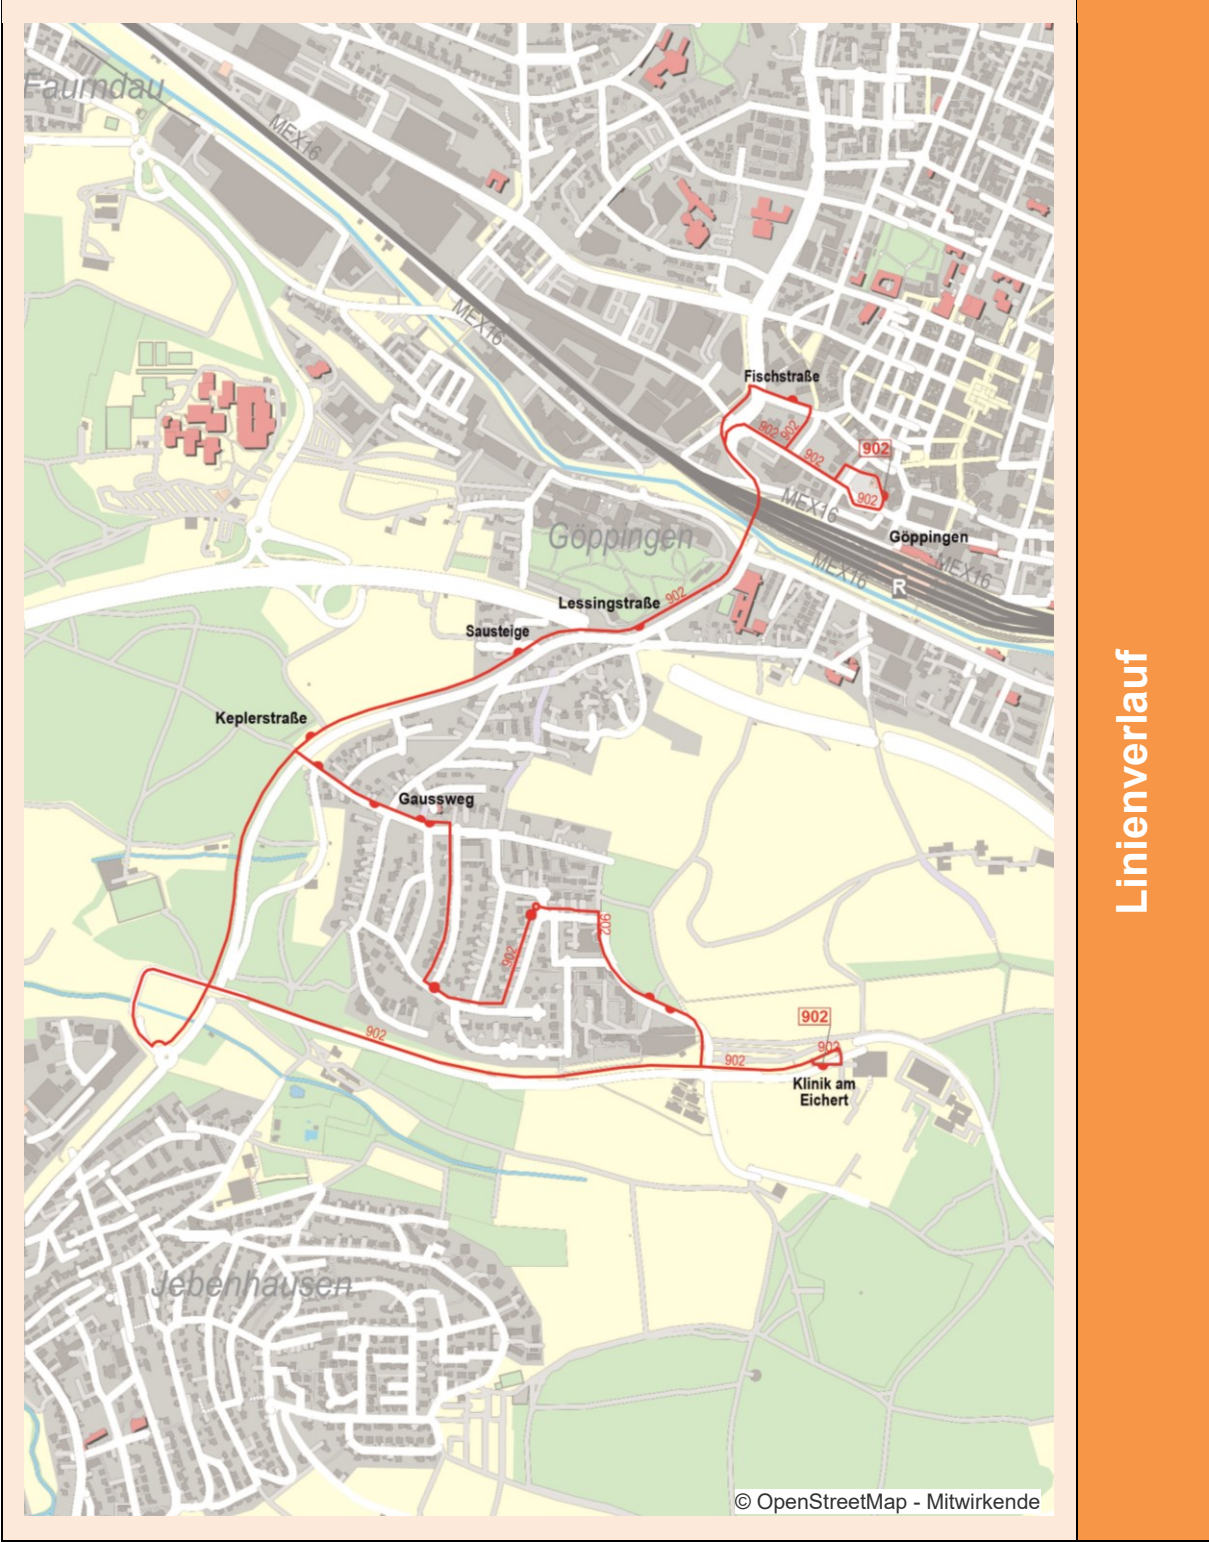 Faurndau
MEX16
MEX16
Fischstraße
902
902
902
902
902
MEX16
Göppingen
Göppingen
MEX16
MEX16
R
Lessingstraße
902
Sausteige
Keplerstraße
Gaussweg
902
902
902
902
902
902
Klinik am
Eichert
Jebenhausen
© OpenStreetMap - Mitwirkende
Linienverlauf